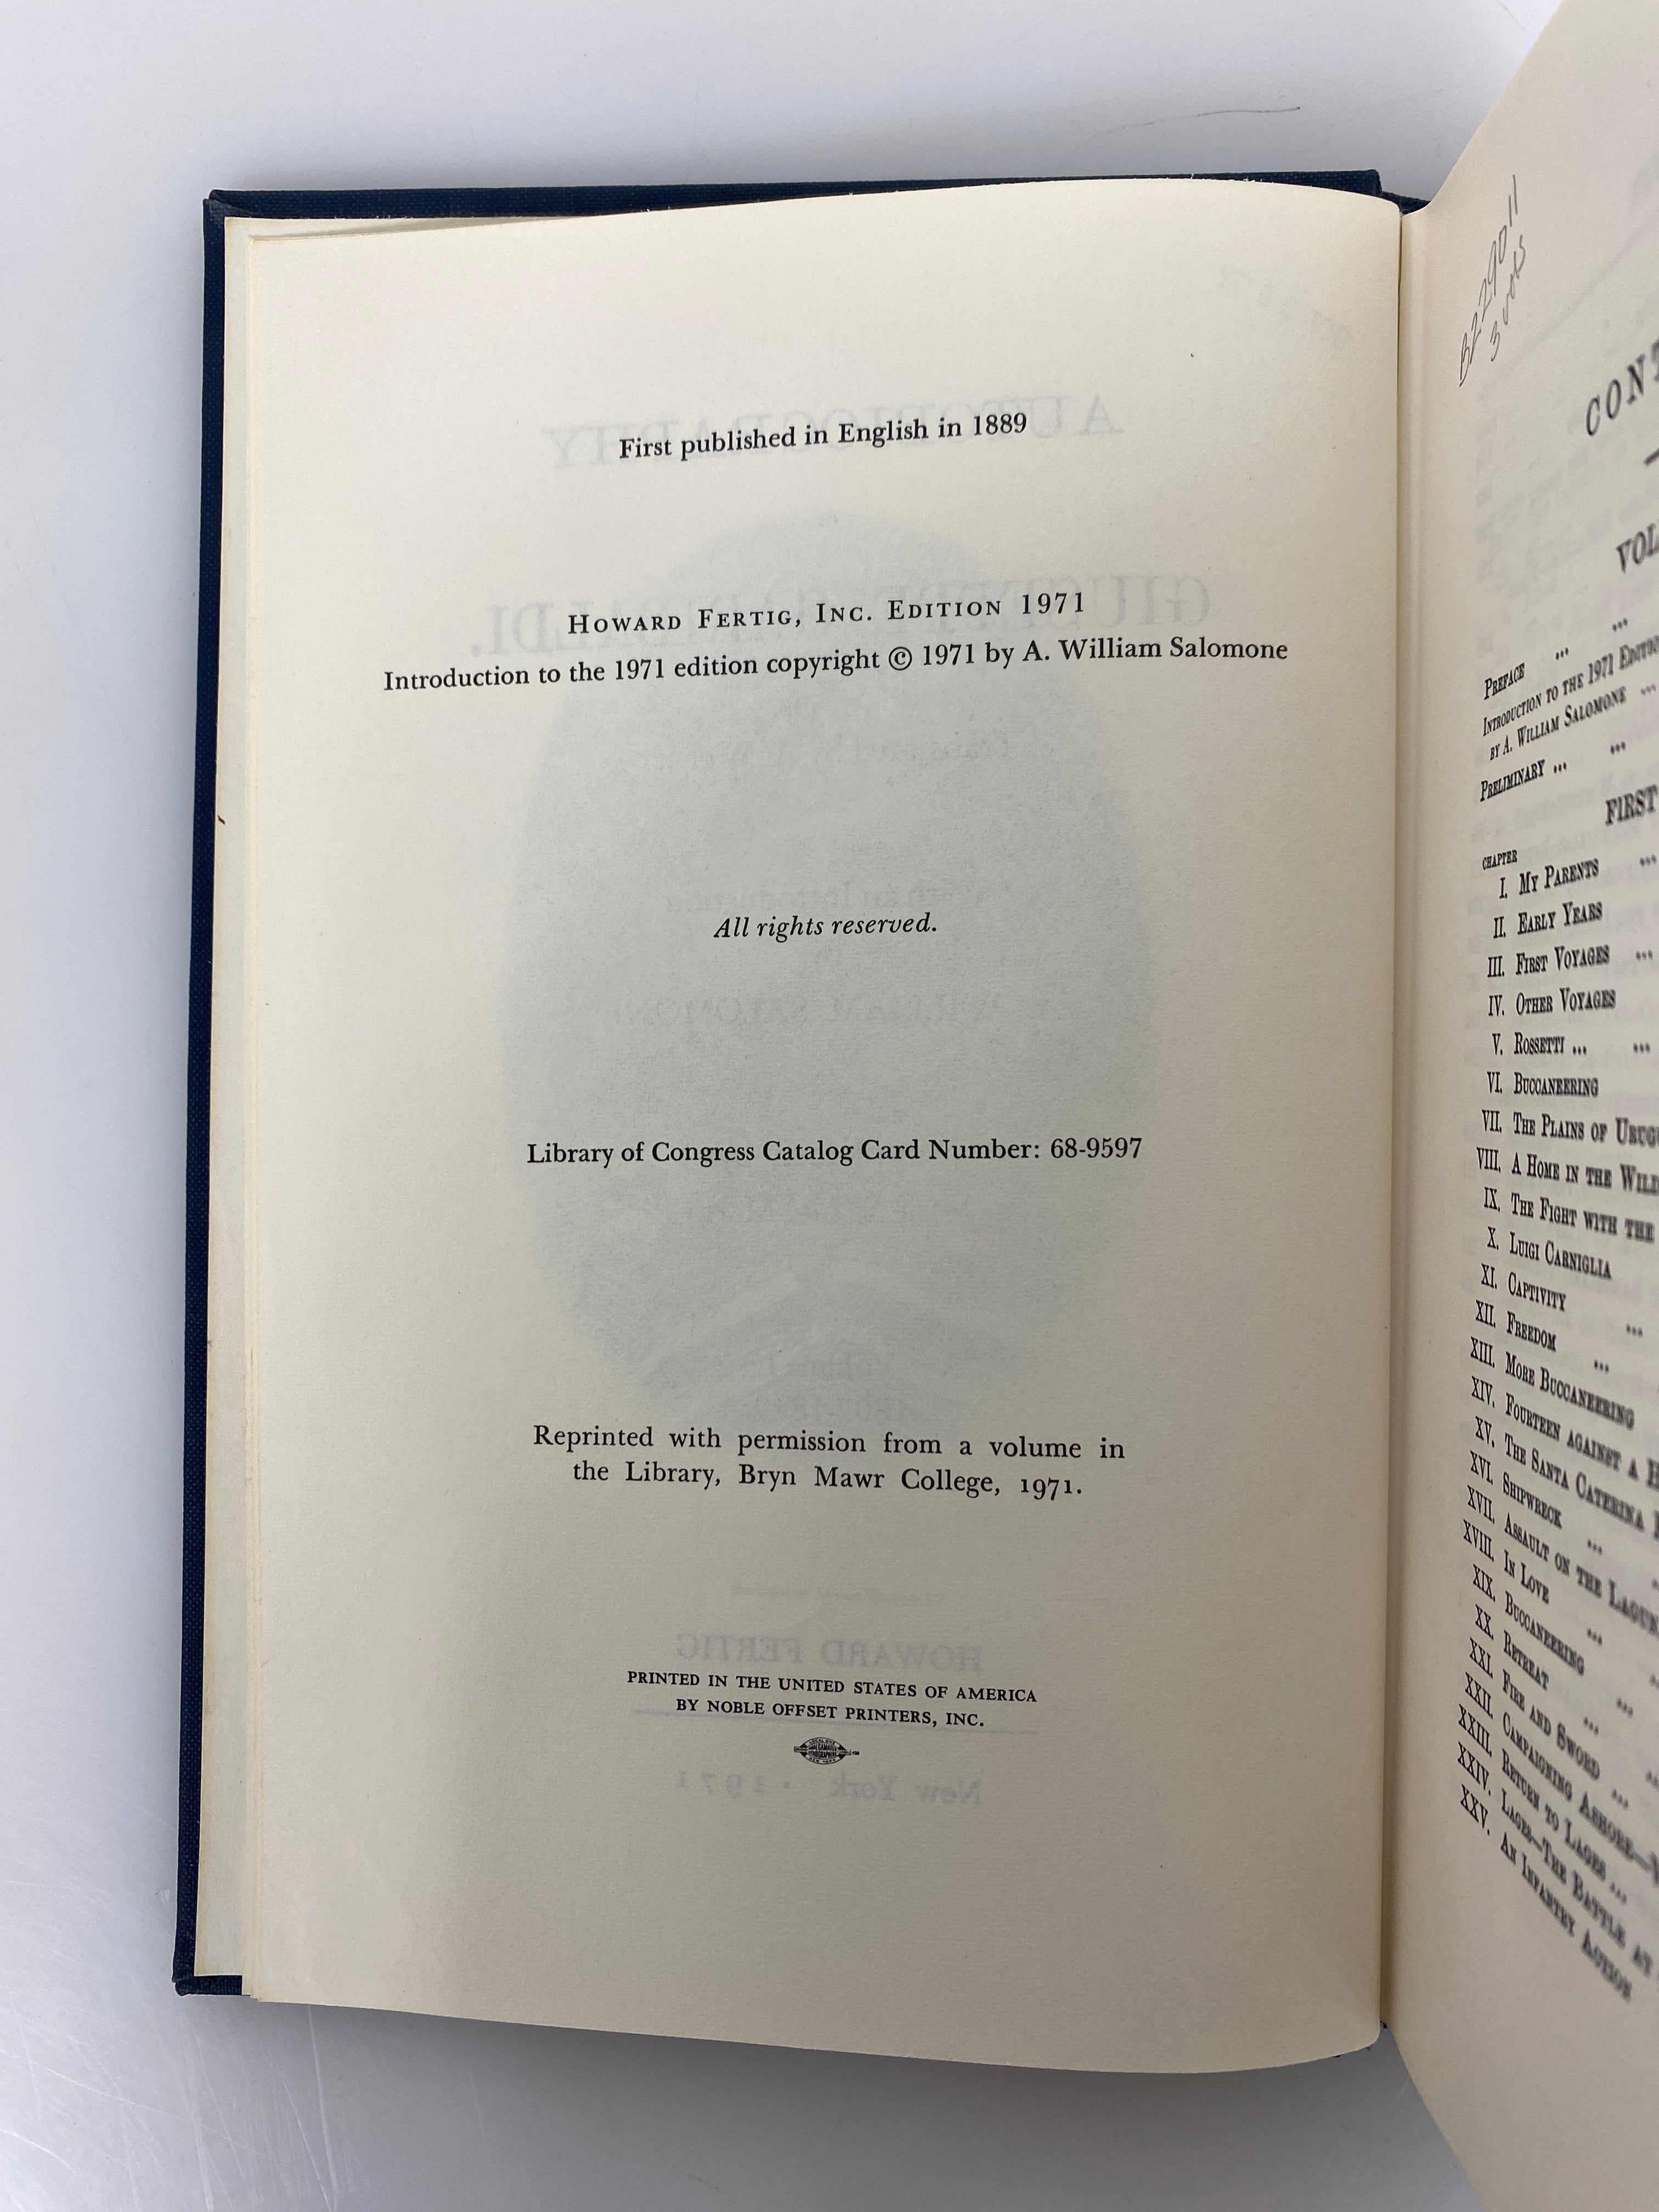 First published in English in 1889
HOWARD FERTIG, INC. EDITION 1971
Introduction to the 1971 edition copyright © 1971 by A. William Salomone
All rights reserved.
Library of Congress Catalog Card Number: 68-9597
Reprinted with permission from a volume in
the Library, Bryn Mawr College, 1971.
PRINTED IN THE UNITED STATES OF AMERICA
BY NOBLE OFFSET PRINTERS, INC.
3 vols
PREFACE ... ...
INTRODUCTION TO THE 1971 EDITION
BY A. WILLIAM SALOMONE ...
PRELIMINARY ... ...
FIRST
CHAPTER
I. MY PARENTS ...
II. EARLY YEARS
III. FIRST VOYAGES ...
IV. OTHER VOYAGES
V. ROSSETTI ... ...
VI. BUCCANEERING
VII. THE PLAINS OF
VIII. A HOME IN THE
IX. THE FIGHT WITH THE
X. LUIGI CARNIGLIA
XI. CAPTIVITY ...
XII. FREEDOM ...
XIII. MORE BUCCANEERING
XIV. FOURTEEN AGAINST A
XV. THE SANTA CATERINA
XVI. SHIPWRECK ...
XVII. ASSAULT ON THE
XVIII. IN LOVE ...
XIX. BUCCANEERING
XX. RETREAT ...
XXI. FIRE AND SWORD ...
XXII. CAMPAIGNING ASHORE—
XXIII. RETURN TO LAGES ...
XXIV. LAGES—THE BATTLE AT
XXV. AN INFANTRY ACTION